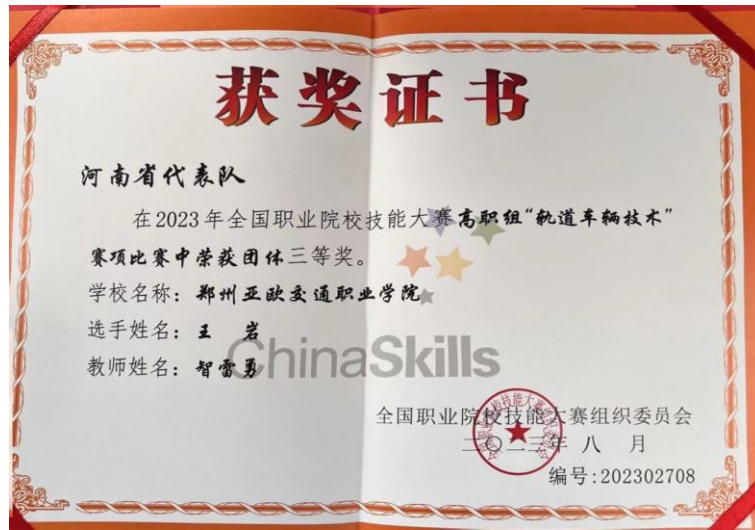 获奖证书
河南省代表队
在2023年全国职业院校技能大赛高职组“轨道车辆技术”
赛项比赛中荣获团体三等奖。
学校名称：郑州亚欧交通职业学院
选手姓名：王 岩
教师姓名：智雷勇
ChinaSkills
全国职业院校技能大赛组织委员会
二〇二三年 八 月
编号:202302708